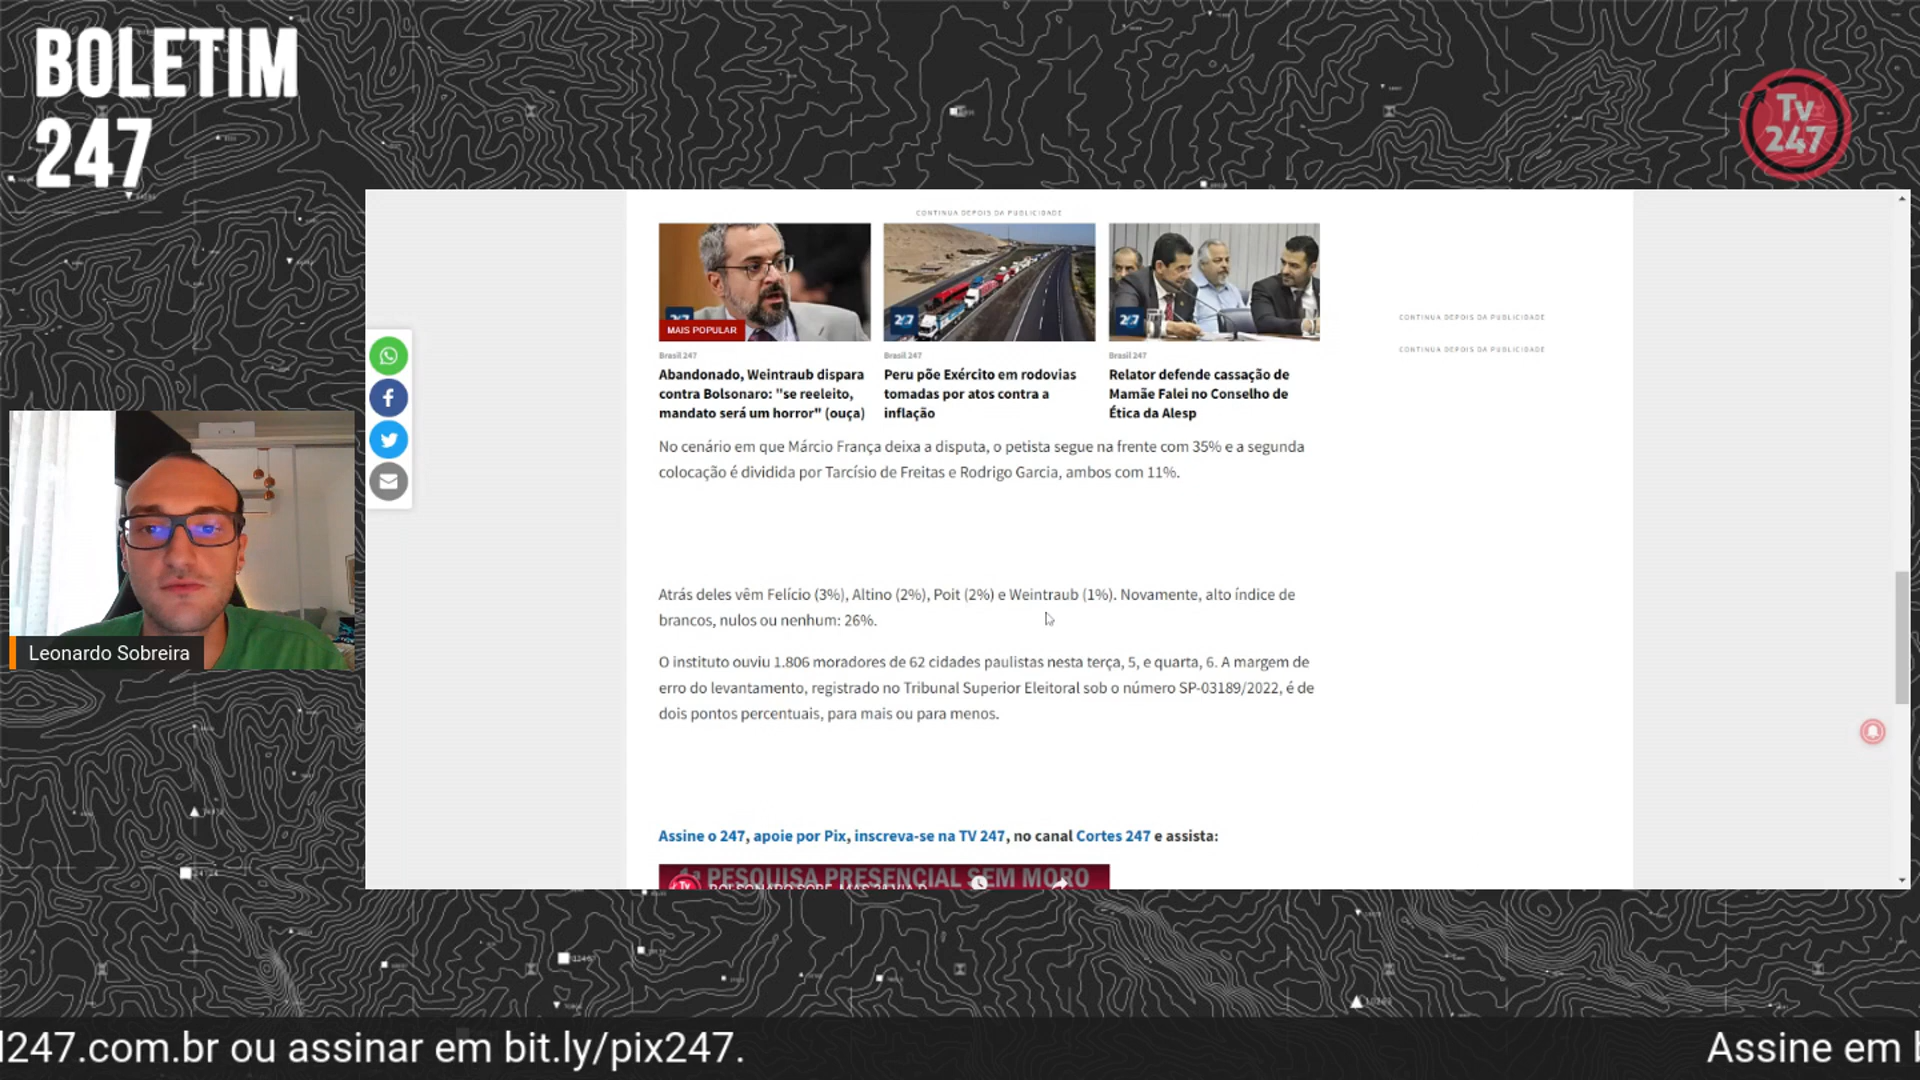 BOLETIM
247
Tv
247
CONTINUA DEPOIS DA PUBLICIDADE
MAIS POPULAR
247
247
Brasil 247
Abandonado, Weintraub dispara
contra Bolsonaro: "se reeleito,
mandato será um horror" (ouça)
Brasil 247
Peru põe Exército em rodovias
tomadas por atos contra a
inflação
Brasil 247
Relator defende cassação de
Mamãe Falei no Conselho de
Ética da Alesp
CONTINUA DEPOIS DA PUBLICIDADE
CONTINUA DEPOIS DA PUBLICIDADE
No cenário em que Márcio França deixa a disputa, o petista segue na frente com 35% e a segunda
colocação é dividida por Tarcísio de Freitas e Rodrigo Garcia, ambos com 11%.
Atrás deles vêm Felício (3%), Altino (2%), Poit (2%) e Weintraub (1%). Novamente, alto índice de
brancos, nulos ou nenhum: 26%.
O instituto ouviu 1.806 moradores de 62 cidades paulistas nesta terça, 5, e quarta, 6. A margem de
erro do levantamento, registrado no Tribunal Superior Eleitoral sob o número SP-03189/2022, é de
dois pontos percentuais, para mais ou para menos.
Assine o 247, apoie por Pix, inscreva-se na TV 247, no canal Cortes 247 e assista:
PESQUISA PRESENCIAL SEM MORO
Leonardo Sobreira
l247.com.br ou assinar em bit.ly/pix247.
Assine em